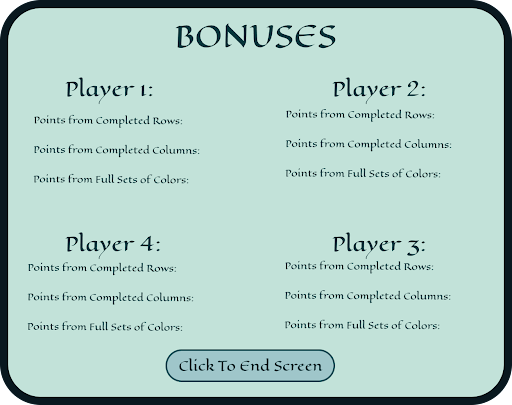 BONUSES
Player 1:
Points from Completed Rows:
Points from Completed Columns:
Points from Full Sets of Colors:
Player 2:
Points from Completed Rows:
Points from Completed Columns:
Points from Full Sets of Colors:
Player 4:
Points from Completed Rows:
Points from Completed Columns:
Points from Full Sets of Colors:
Player 3:
Points from Completed Rows:
Points from Completed Columns:
Points from Full Sets of Colors:
Click To End Screen